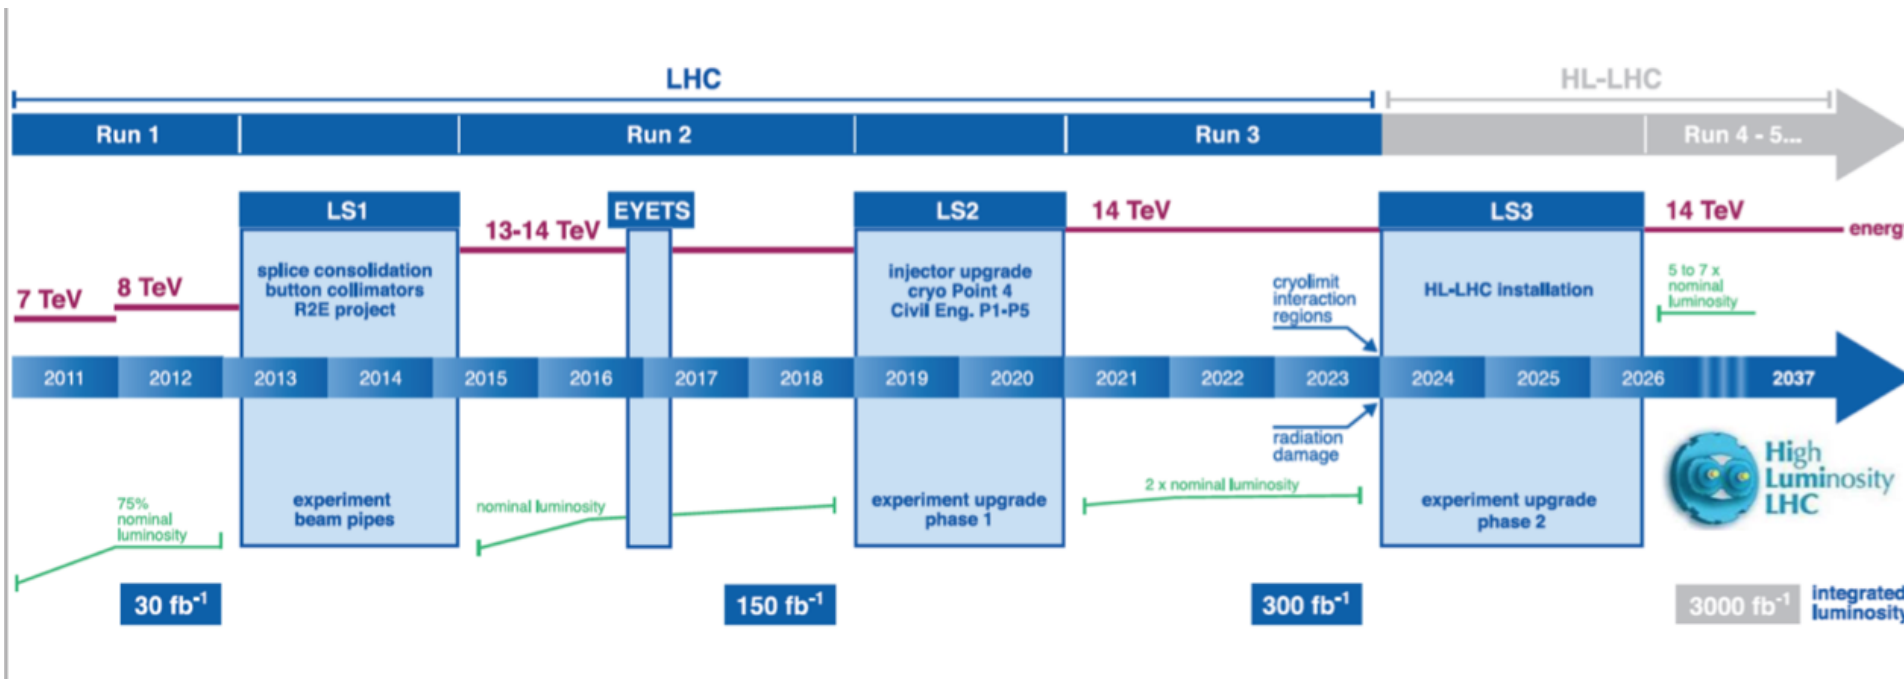 LHC
HL-LHC
Run 1
Run 2
Run 3
Run 4 - 5...
LS1
EYETS
LS2
14 TeV
LS3
14 TeV
13-14 TeV
energy
7 TeV
8 TeV
splice consolidation
button collimators
R2E project
injector upgrade
cryo Point 4
Civil Eng. P1-P5
cryolimit
interaction
regions
HL-LHC installation
5 to 7 x
nominal
luminosity
2011
2012
2013
2014
2015
2016
2017
2018
2019
2020
2021
2022
2023
2024
2025
2026
2037
radiation
damage
75%
nominal
luminosity
experiment
beam pipes
nominal luminosity
experiment upgrade
phase 1
2 x nominal luminosity
experiment upgrade
phase 2
High
Luminosity
LHC
30 fb⁻¹
150 fb⁻¹
300 fb⁻¹
3000 fb⁻¹
integrated
luminosity